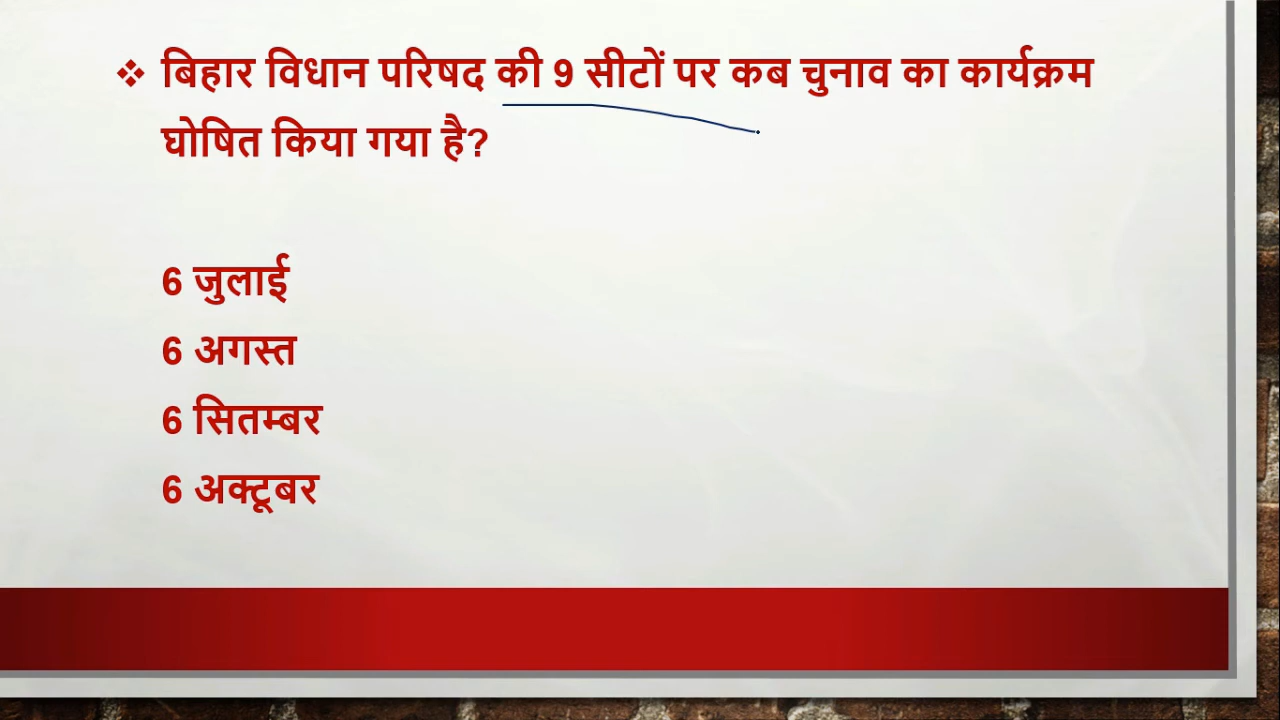 ❖ बिहार विधान परिषद की 9 सीटों पर कब चुनाव का कार्यक्रम
घोषित किया गया है?
6 जुलाई
6 अगस्त
6 सितम्बर
6 अक्टूबर